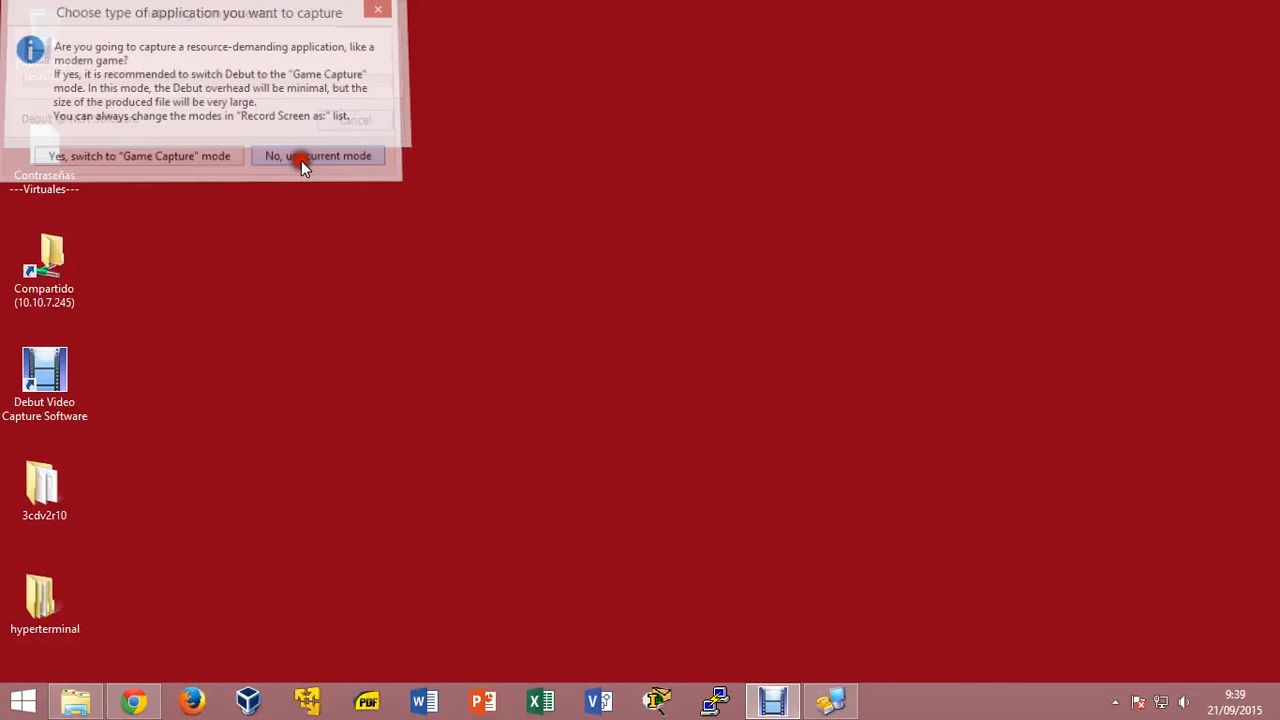 Choose type of application you want to capture
Are you going to capture a resource-demanding application, like a
modern game?
If yes, it is recommended to switch Debut to the "Game Capture"
mode. In this mode, the Debut overhead will be minimal, but the
size of the produced file will be very large.
You can always change the modes in "Record Screen as:" list.
Cancel
Yes, switch to "Game Capture" mode
No, use current mode
Contraseñas
---Virtuales---
Compartido
(10.10.7.245)
Debut Video
Capture Software
3cdv2r10
hyperterminal
PDF
9:39
21/09/2015